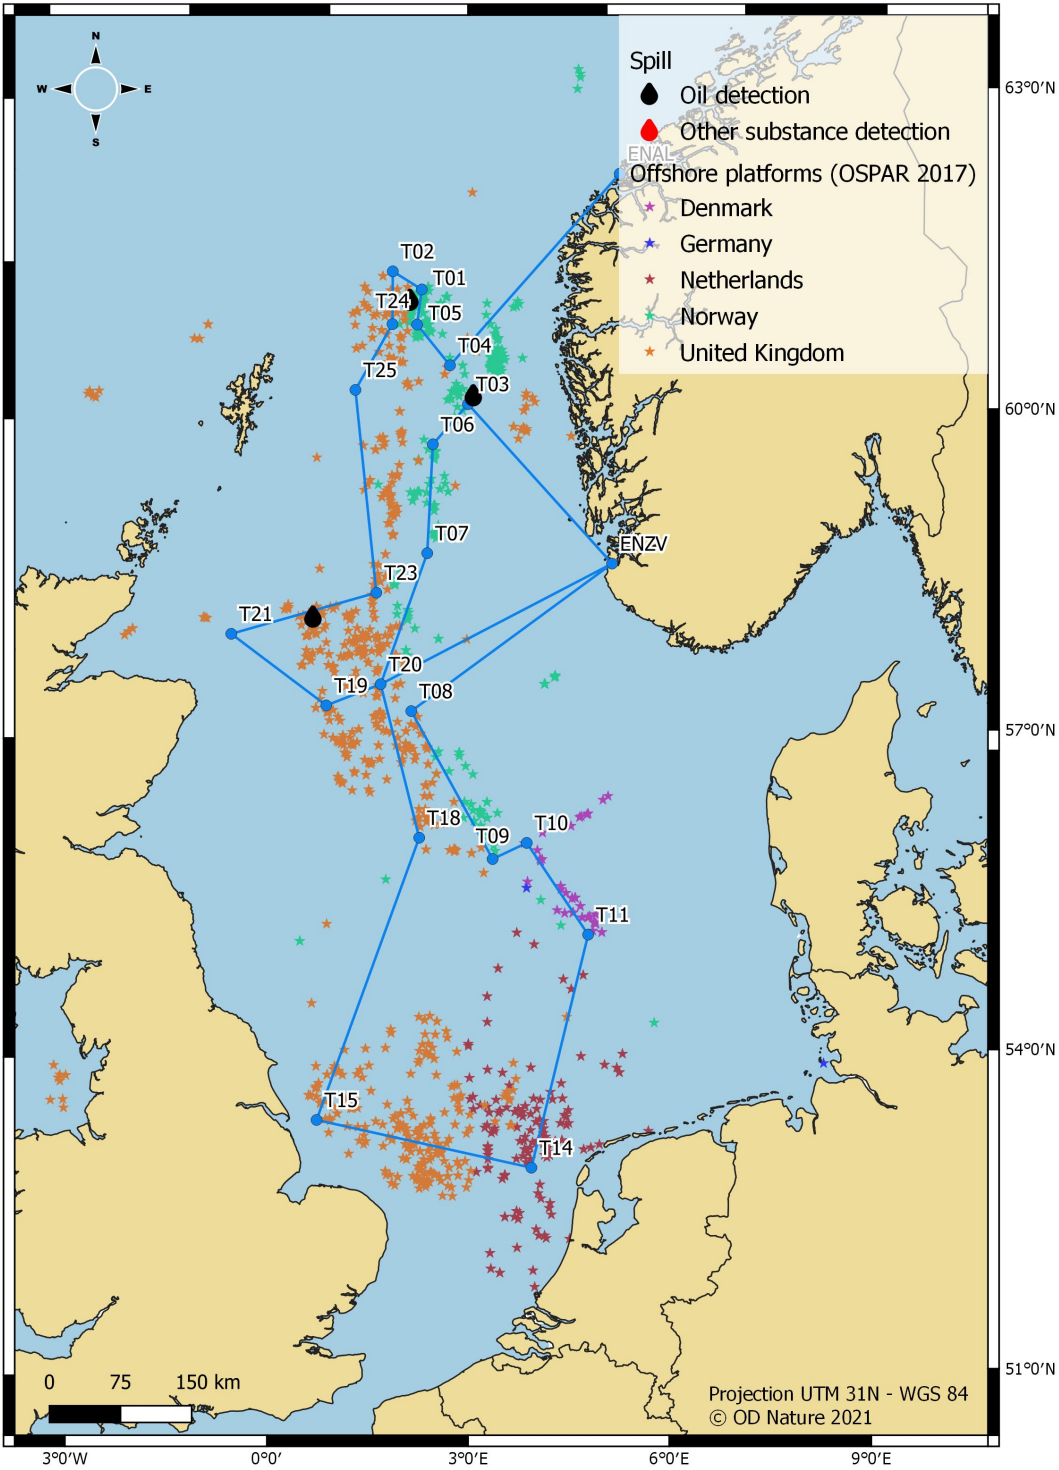 N
W E
S
63°0'N
Spill
Oil detection
Other substance detection
ENAL
Offshore platforms (OSPAR 2017)
Denmark
Germany
Netherlands
Norway
United Kingdom
T02
T01
T24
T05
T04
T25
T03
60°0'N
T06
T07
ENZV
T23
T21
T20
T19
T08
57°0'N
T18
T10
T09
T11
54°0'N
T15
T14
51°0'N
0 75 150 km
Projection UTM 31N - WGS 84
© OD Nature 2021
3°0'W 0°0' 3°0'E 6°0'E 9°0'E